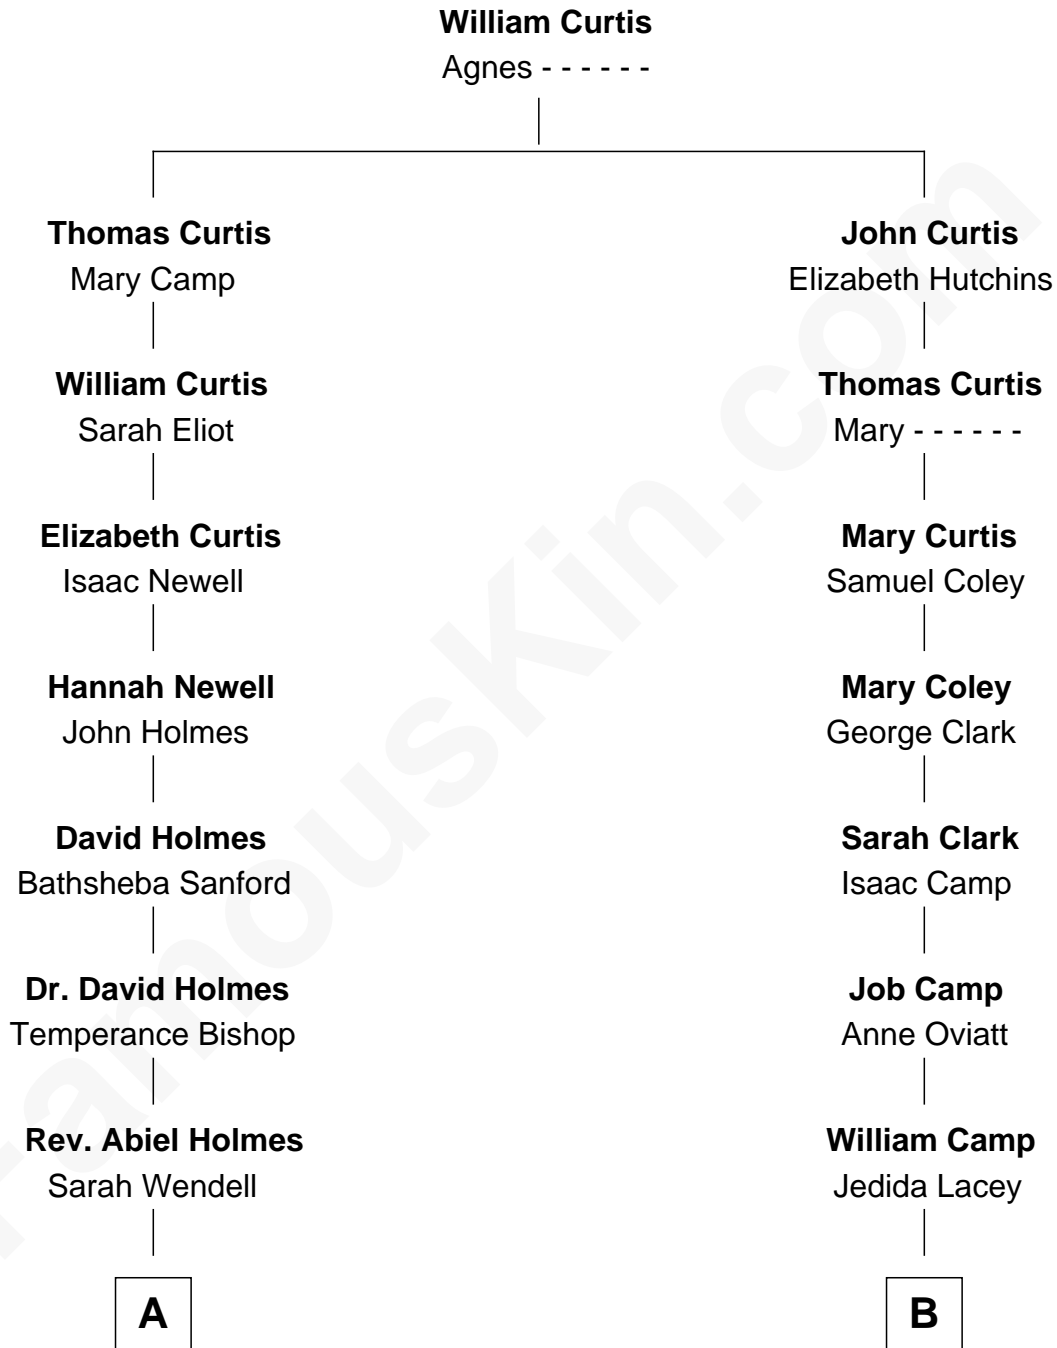 William Curtis
Agnes - - - - - -
Thomas Curtis
Mary Camp
John Curtis
Elizabeth Hutchins
William Curtis
Sarah Eliot
Thomas Curtis
Mary - - - - - -
Elizabeth Curtis
Isaac Newell
Mary Curtis
Samuel Coley
Hannah Newell
John Holmes
Mary Coley
George Clark
David Holmes
Bathsheba Sanford
Sarah Clark
Isaac Camp
Dr. David Holmes
Temperance Bishop
Job Camp
Anne Oviatt
Rev. Abiel Holmes
Sarah Wendell
William Camp
Jedida Lacey
A
B
FamousKin.com